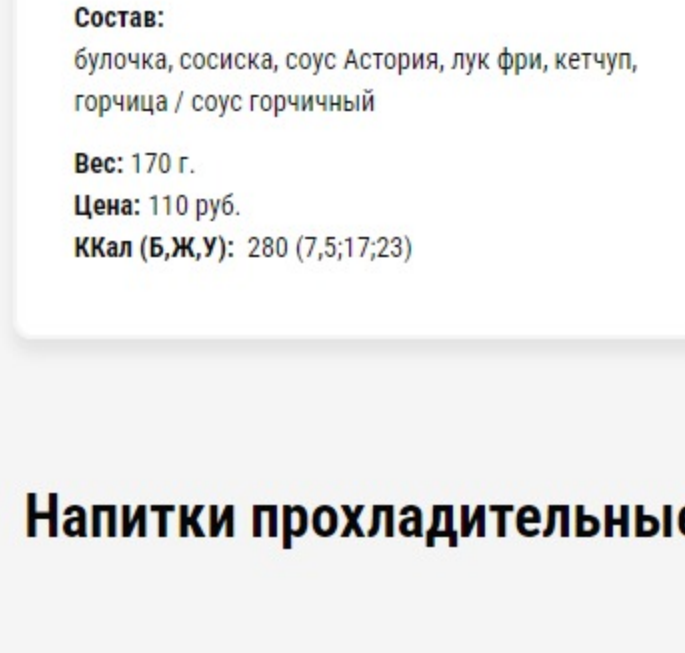 Состав:
булочка, сосиска, соус Астория, лук фри, кетчуп,
горчица / соус горчичный
Вес: 170 г.
Цена: 110 руб.
ККал (Б,Ж,У): 280 (7,5;17;23)
Напитки прохладительные